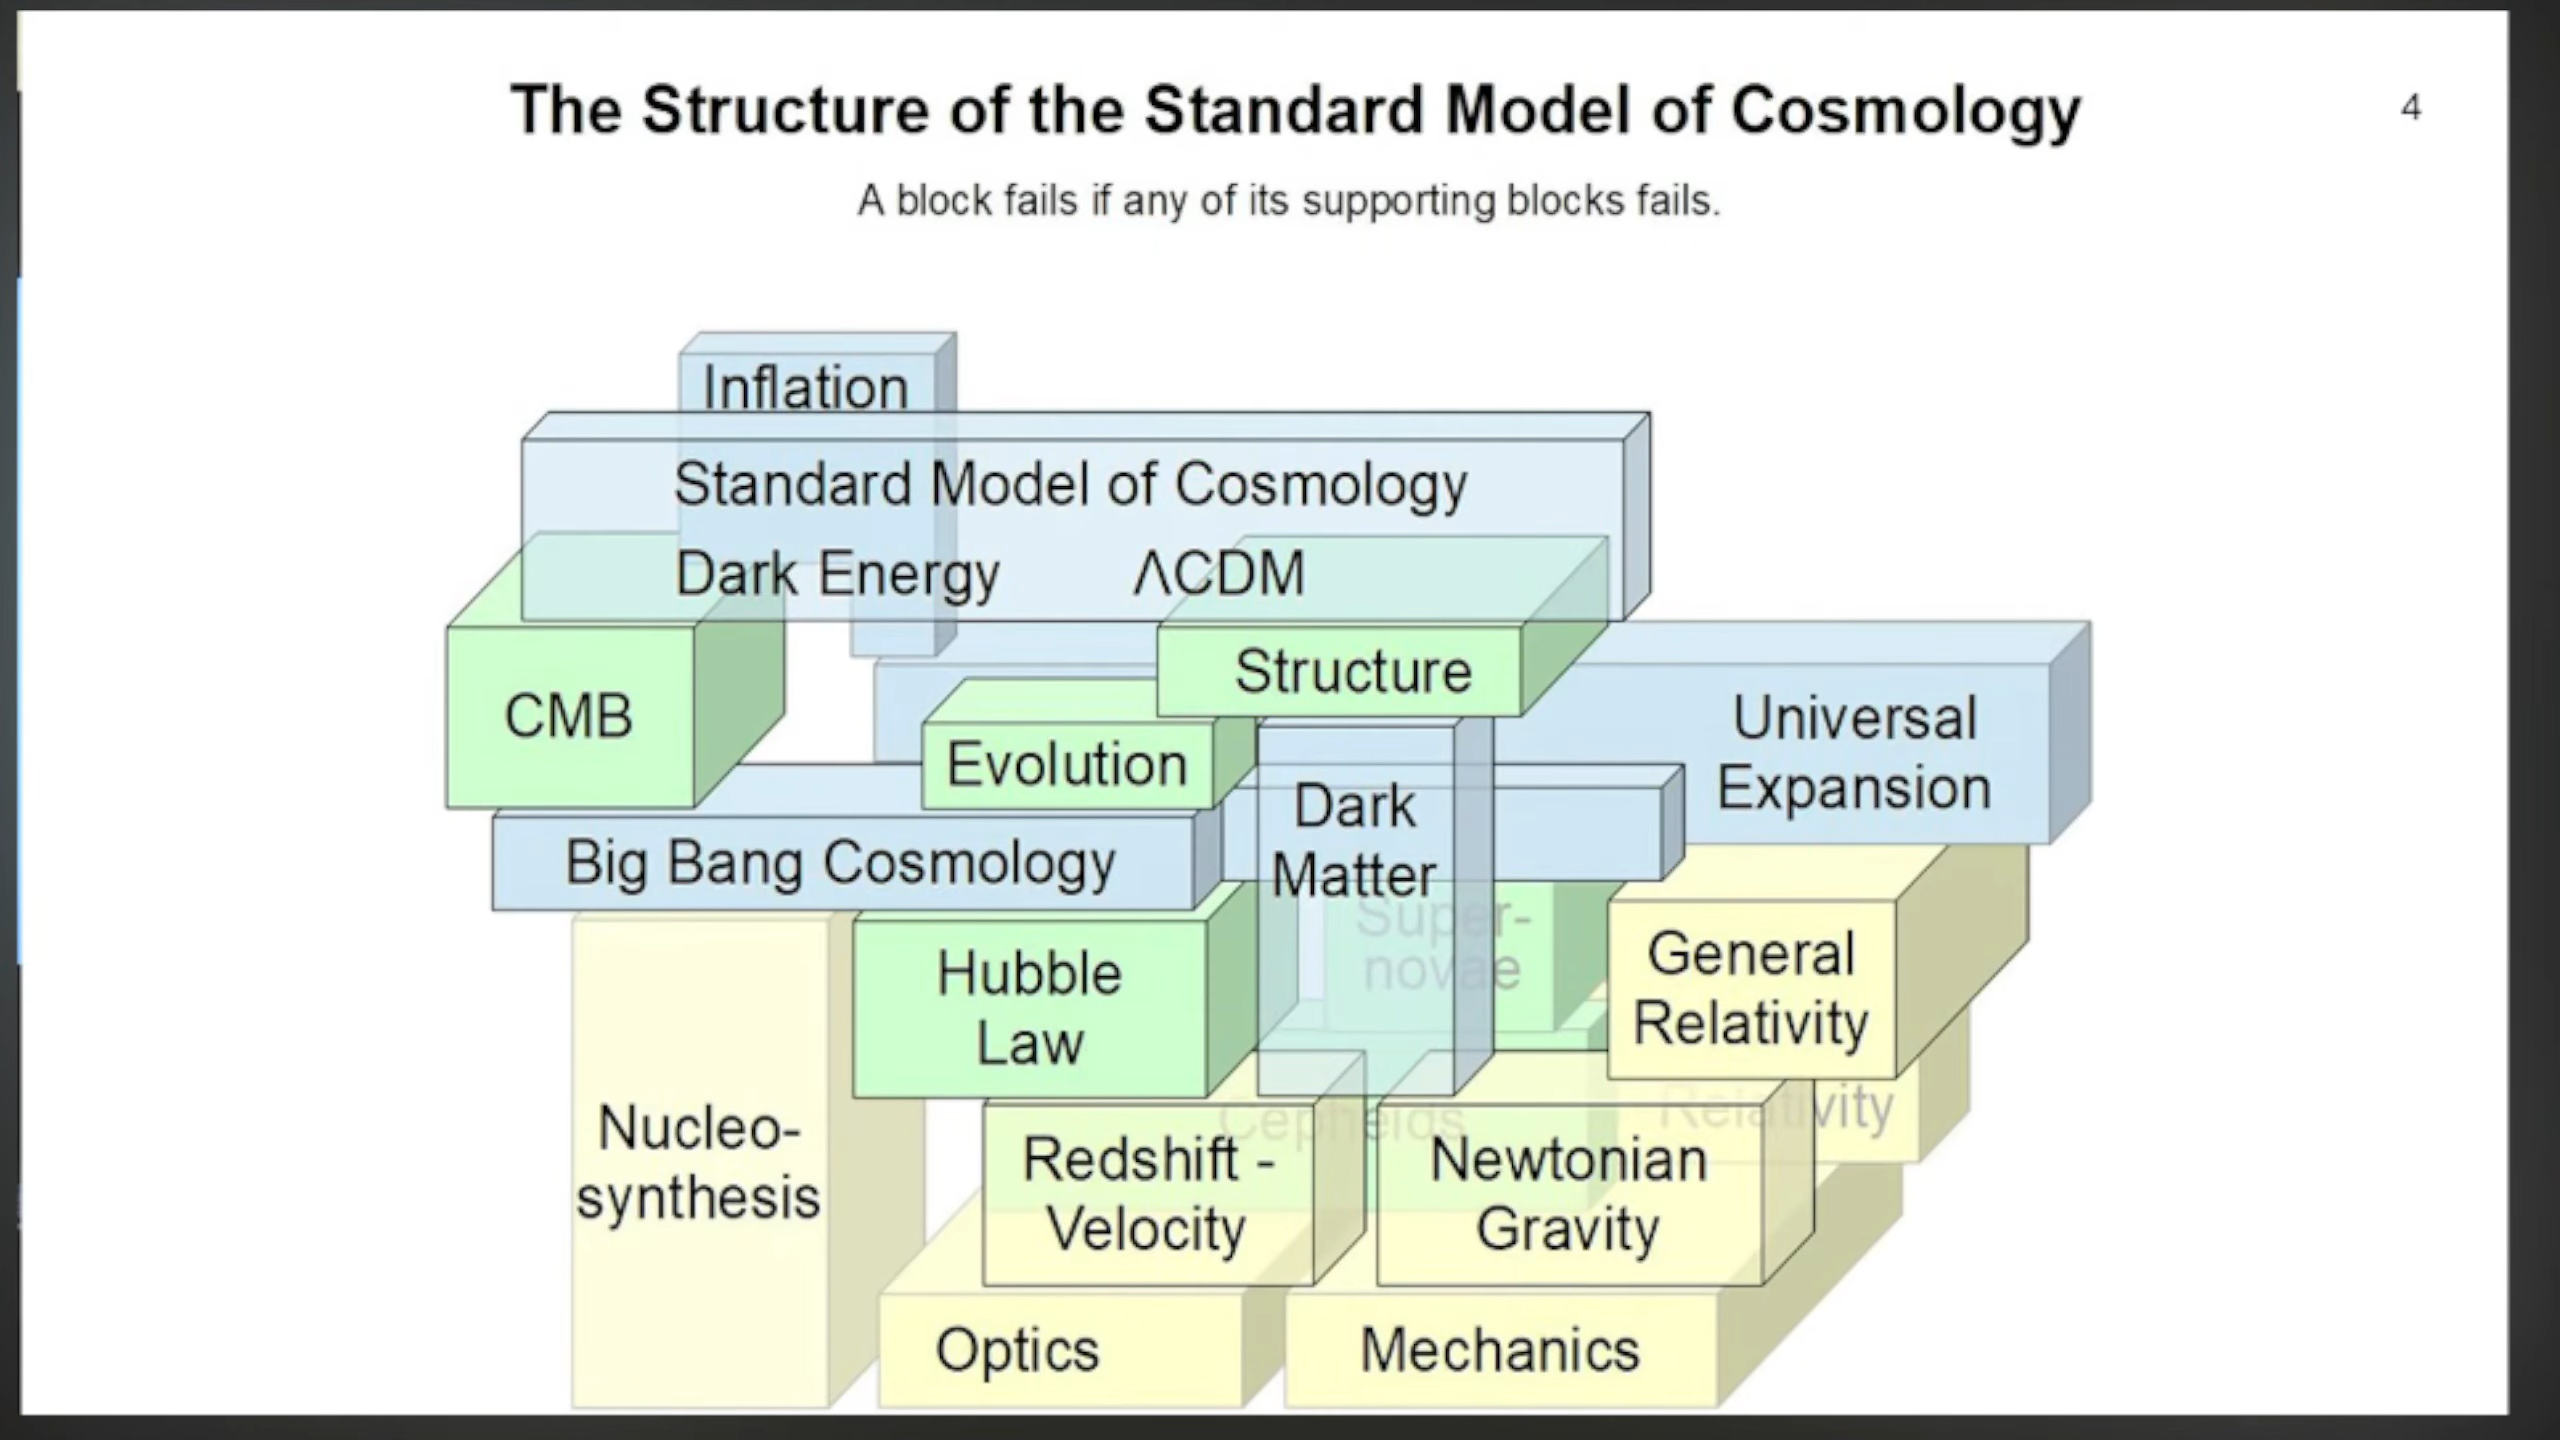 The Structure of the Standard Model of Cosmology
4
A block fails if any of its supporting blocks fails.
Inflation
Standard Model of Cosmology
Dark Energy ΛCDM
CMB
Structure
Universal
Expansion
Evolution
Dark
Matter
Big Bang Cosmology
Super-
novae
Hubble
Law
General
Relativity
Nucleo-
synthesis
Cepheids
Relativity
Redshift -
Velocity
Newtonian
Gravity
Optics
Mechanics